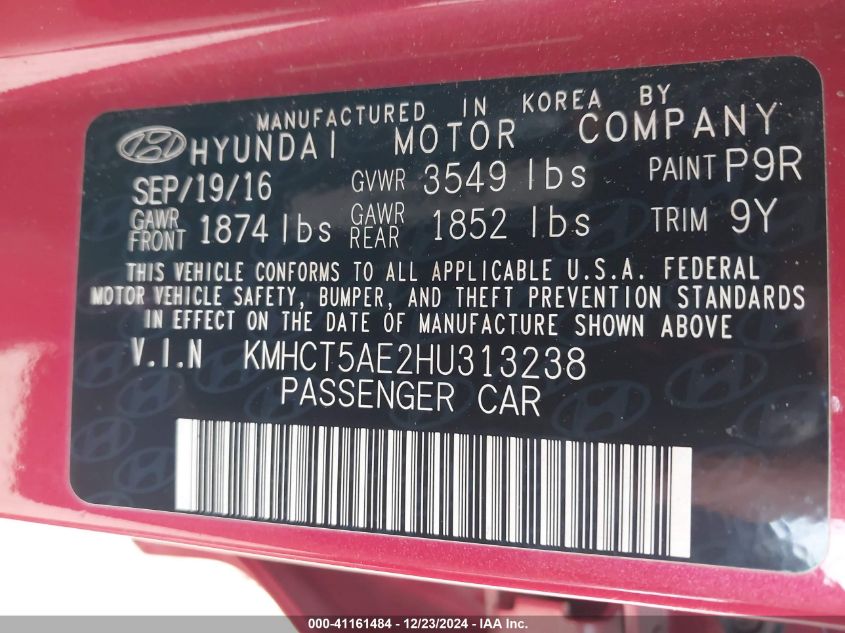 MANUFACTURED IN KOREA BY
HYUNDAI MOTOR COMPANY
SEP/19/16 GVWR 3549 lbs PAINT P9R
GAWR FRONT 1874 lbs GAWR REAR 1852 lbs TRIM 9Y
THIS VEHICLE CONFORMS TO ALL APPLICABLE U.S.A. FEDERAL
MOTOR VEHICLE SAFETY, BUMPER, AND THEFT PREVENTION STANDARDS
IN EFFECT ON THE DATE OF MANUFACTURE SHOWN ABOVE
V.I.N KMHCT5AE2HU313238
PASSENGER CAR
000-41161484 - 12/23/2024 - IAA Inc.